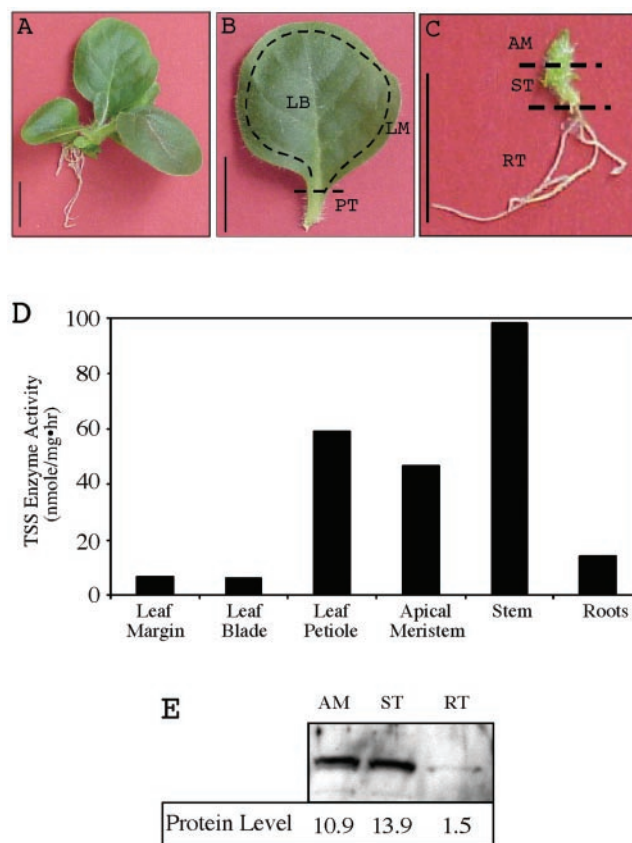 A
B
C
LB
LM
PT
AM
ST
RT
D
TSS Enzyme Activity
(nmole/mg•hr)
100
80
60
40
20
0
Leaf
Margin
Leaf
Blade
Leaf
Petiole
Apical
Meristem
Stem
Roots
E
AM ST RT
Protein Level 10.9 13.9 1.5